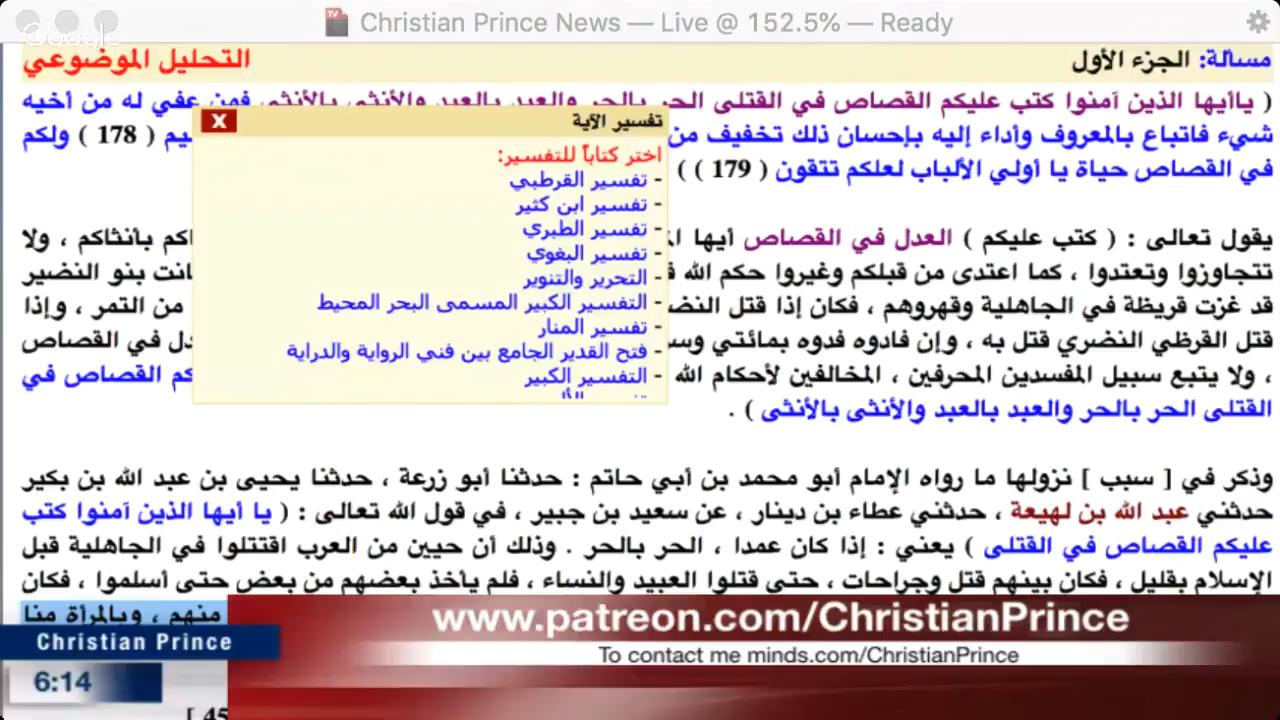 Christian Prince News — Live @ 152.5% — Ready
Google
مسألة: الجزء الأول
التحليل الموضوعي
( ياأيها الذين آمنوا كتب عليكم القصاص في القتلى الحر بالحر والعبد بالعبد والأنثى بالأنثى فمن عفي له من أخيه
شيء فاتباع بالمعروف وأداء إليه بإحسان ذلك تخفيف من يم ( 178 ) ولكم
في القصاص حياة يا أولي الألباب لعلكم تتقون ( 179 ) )
X
تفسير الآية
اختر كتاباً للتفسير:
- تفسير القرطبي
- تفسير ابن كثير
- تفسير الطبري
- تفسير البغوي
- التحرير والتنوير
- التفسير الكبير المسمى البحر المحيط
- تفسير المنار
- فتح القدير الجامع بين فني الرواية والدراية
- التفسير الكبير
يقول تعالى : ( كتب عليكم ) العدل في القصاص أيها اكم بأنثاكم ، ولا
تتجاوزوا وتعتدوا ، كما اعتدى من قبلكم وغيروا حكم الله انت بنو النضير
قد غزت قريظة في الجاهلية وقهروهم ، فكان إذا قتل النض من التمر ، وإذا
قتل القرظي النضري قتل به ، وإن فادوه فدوه بمائتي وس دل في القصاص
، ولا يتبع سبيل المفسدين المحرفين ، المخالفين لأحكام الله كم القصاص في
القتلى الحر بالحر والعبد بالعبد والأنثى بالأنثى ) .
وذكر في [ سبب ] نزولها ما رواه الإمام أبو محمد بن أبي حاتم : حدثنا أبو زرعة ، حدثنا يحيى بن عبد الله بن بكير
حدثني عبد الله بن لهيعة ، حدثني عطاء بن دينار ، عن سعيد بن جبير ، في قول الله تعالى : ( يا أيها الذين آمنوا كتب
عليكم القصاص في القتلى ) يعني : إذا كان عمدا ، الحر بالحر . وذلك أن حيين من العرب اقتتلوا في الجاهلية قبل
الإسلام بقليل ، فكان بينهم قتل وجراحات ، حتى قتلوا العبيد والنساء ، فلم يأخذ بعضهم من بعض حتى أسلموا ، فكان
منهم ، وبالمرأة منا
www.patreon.com/ChristianPrince
Christian Prince
To contact me minds.com/ChristianPrince
6:14
45 ]